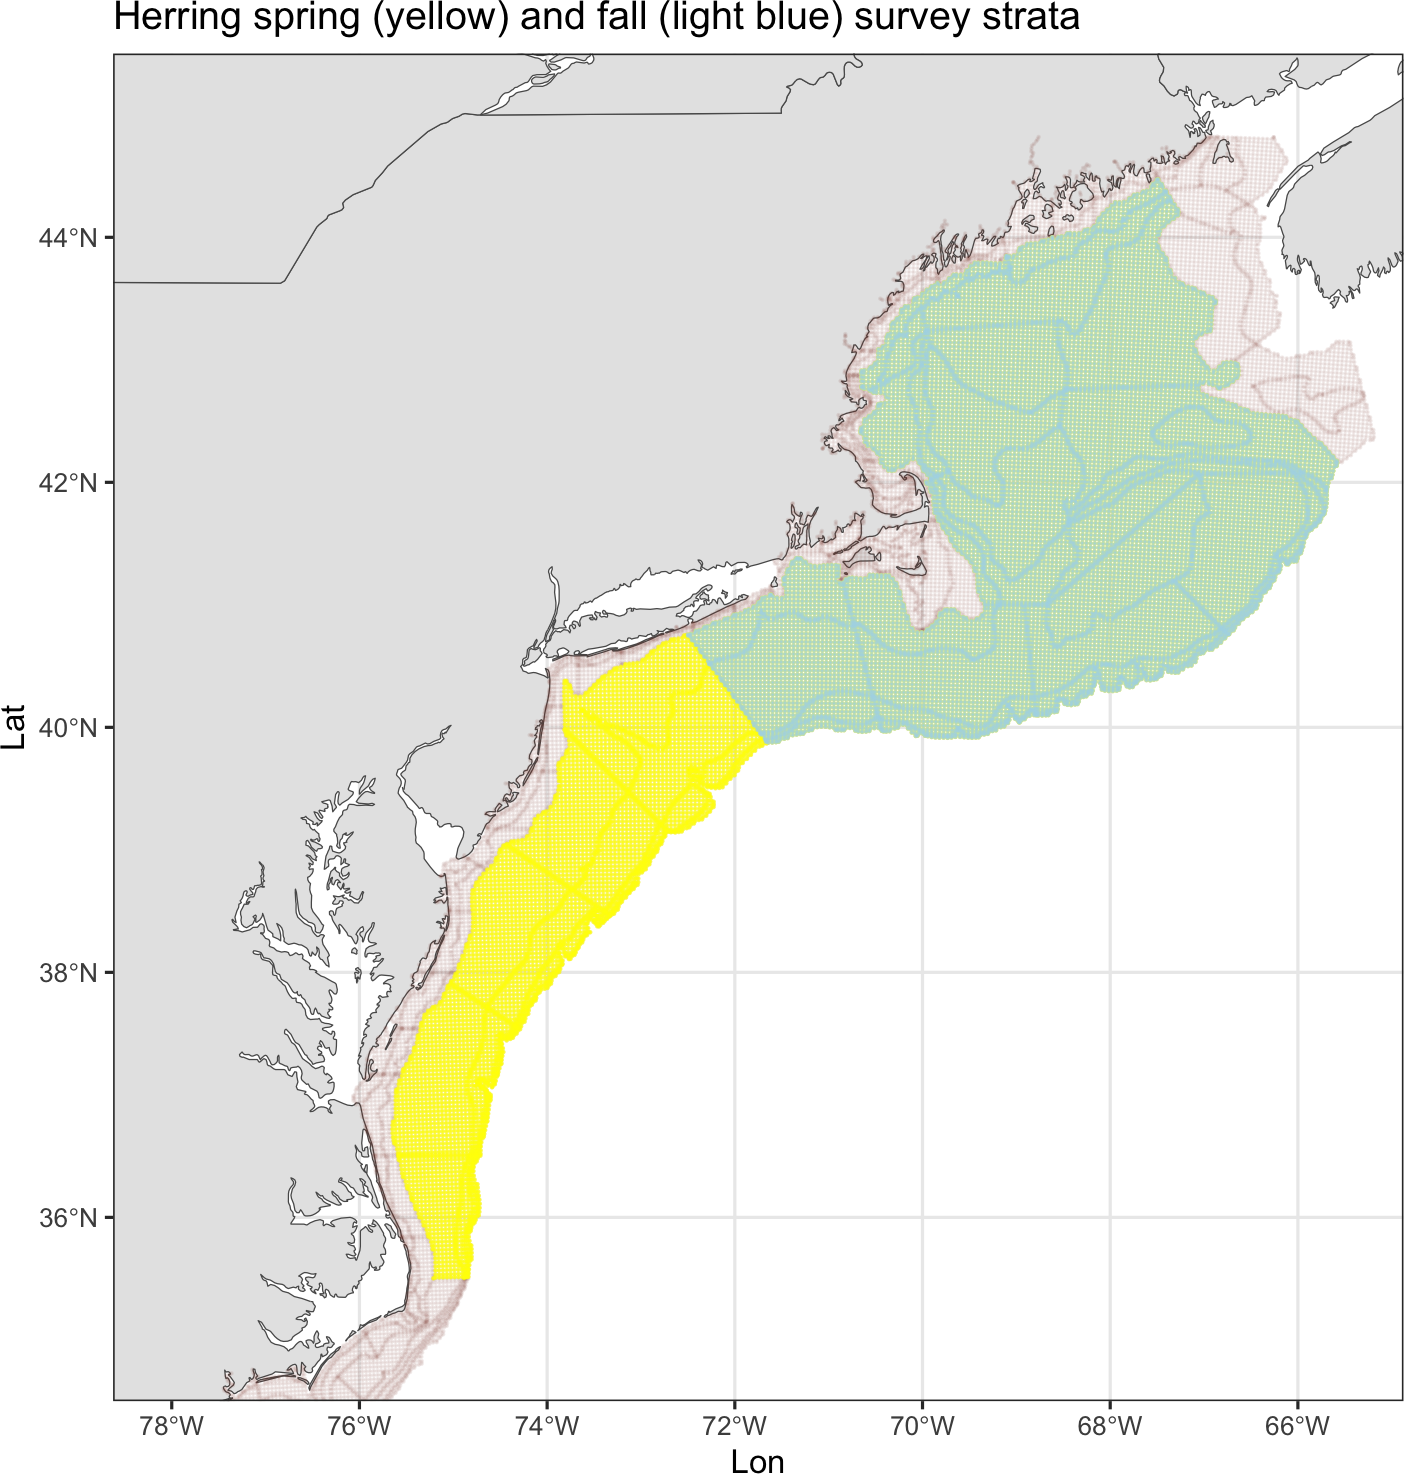 Herring spring (yellow) and fall (light blue) survey strata
44°N
42°N
40°N
38°N
36°N
Lat
78°W 76°W 74°W 72°W 70°W 68°W 66°W
Lon